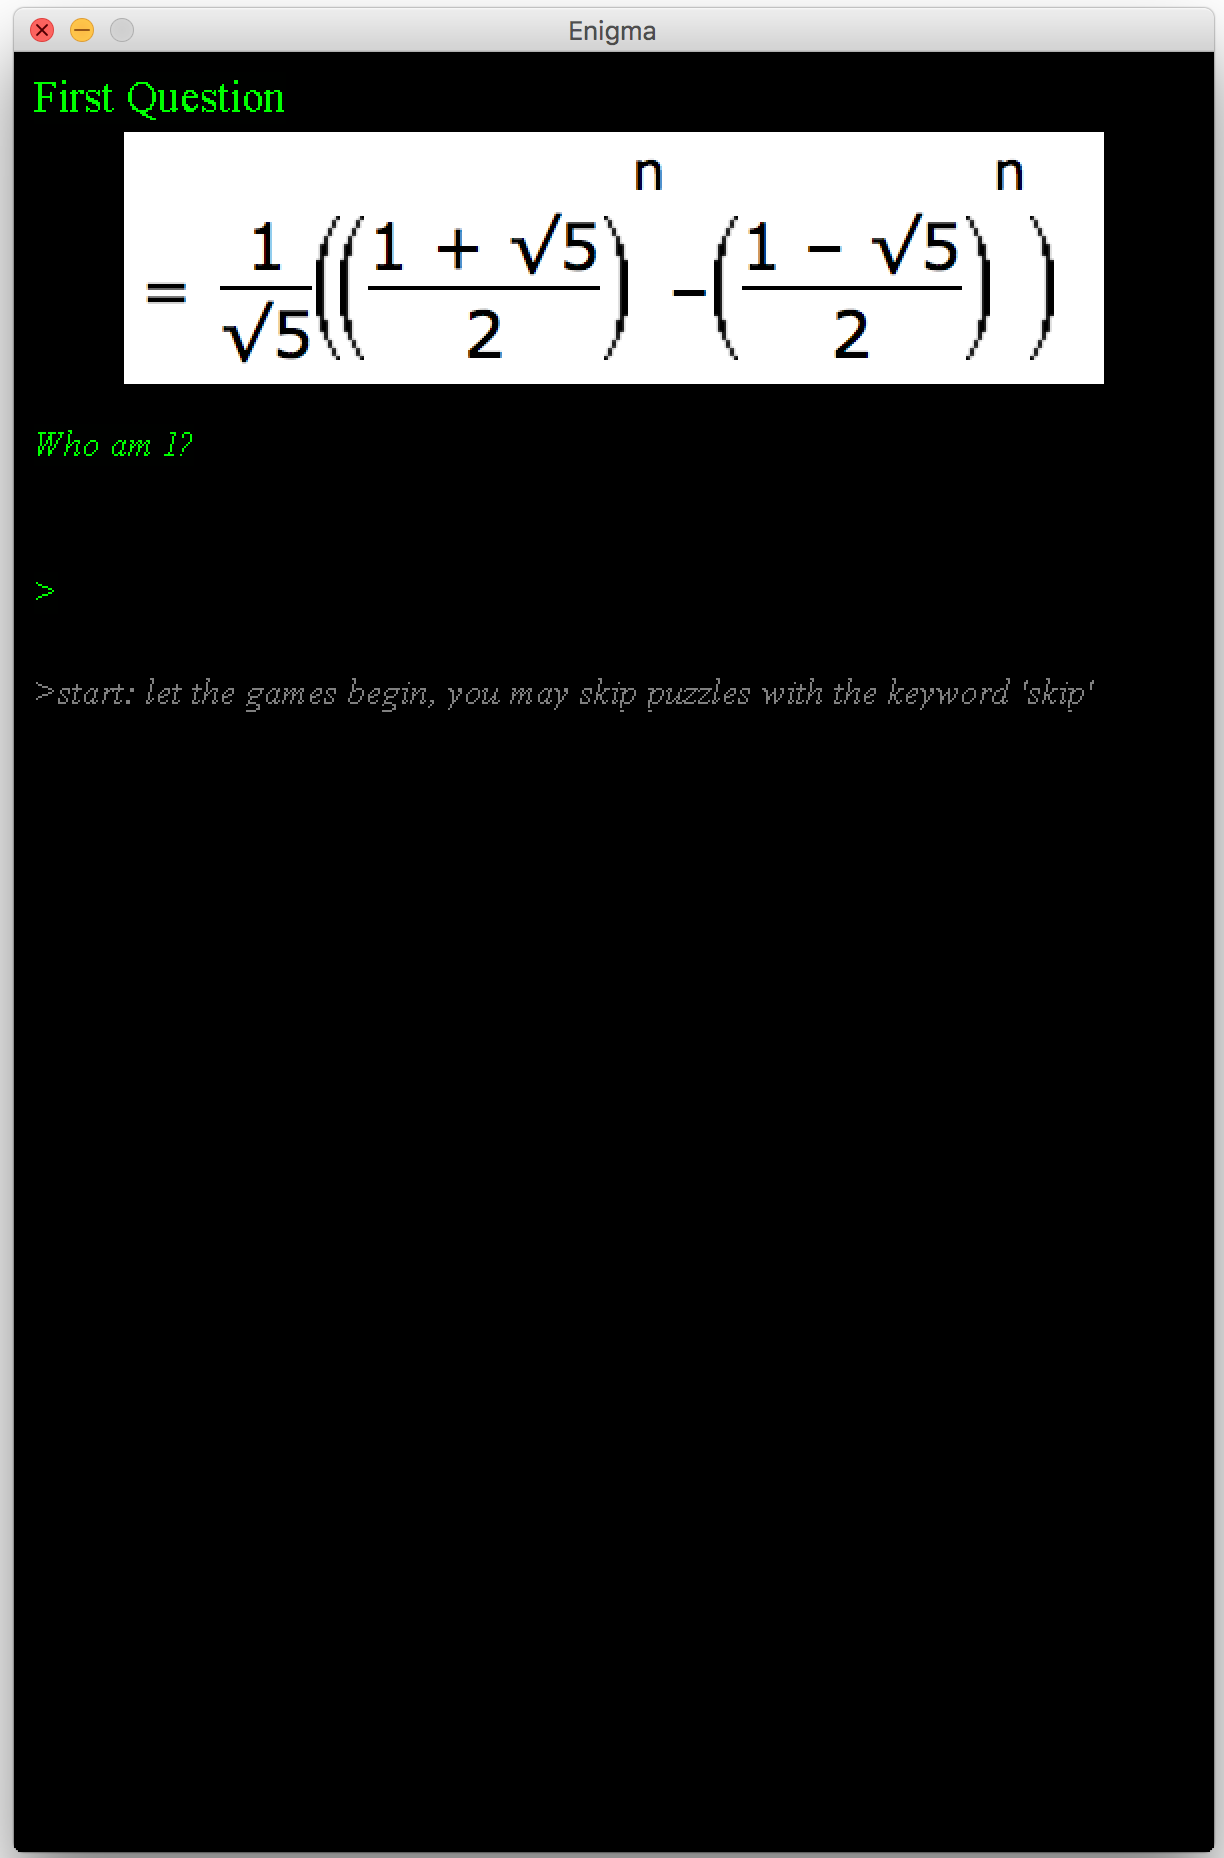 Enigma
First Question
= 1/√5 (((1 + √5)/2)^n – ((1 – √5)/2)^n)
Who am I?
>
>start: let the games begin, you may skip puzzles with the keyword 'skip'